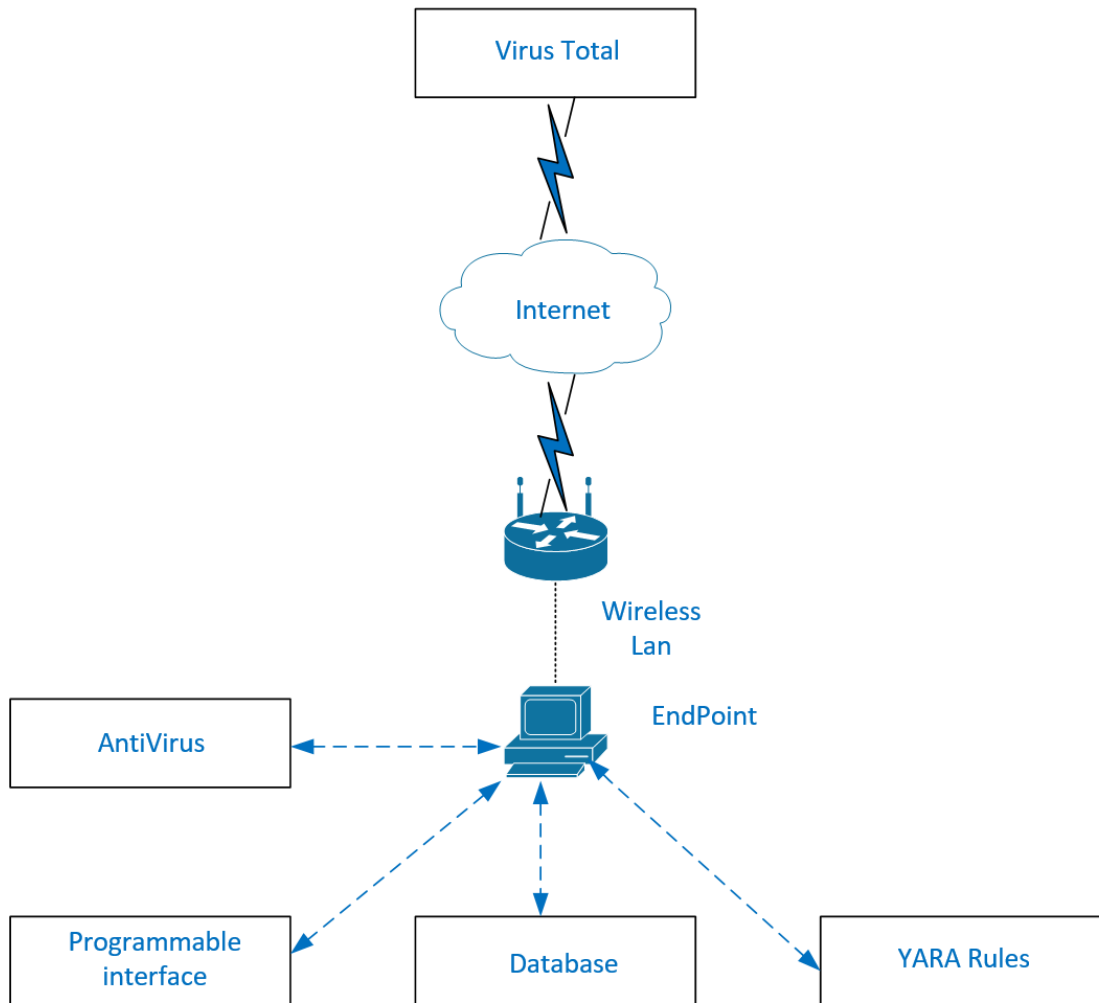 Virus Total
Internet
Wireless
Lan
EndPoint
AntiVirus
Programmable
interface
Database
YARA Rules